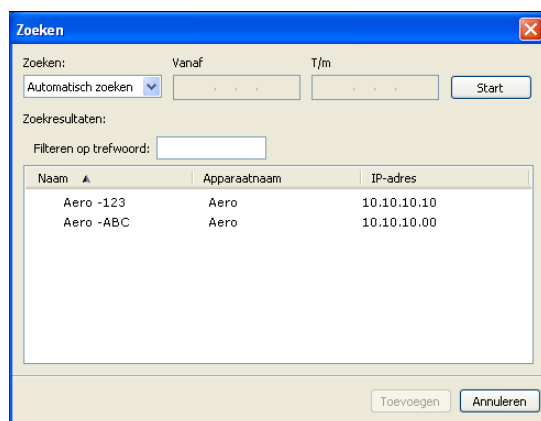 Zoeken
Zoeken: Vanaf T/m
Automatisch zoeken Start
Zoekresultaten:
Filteren op trefwoord:
Naam Apparaatnaam IP-adres
Aero -123 Aero 10.10.10.10
Aero -ABC Aero 10.10.10.00
Toevoegen Annuleren